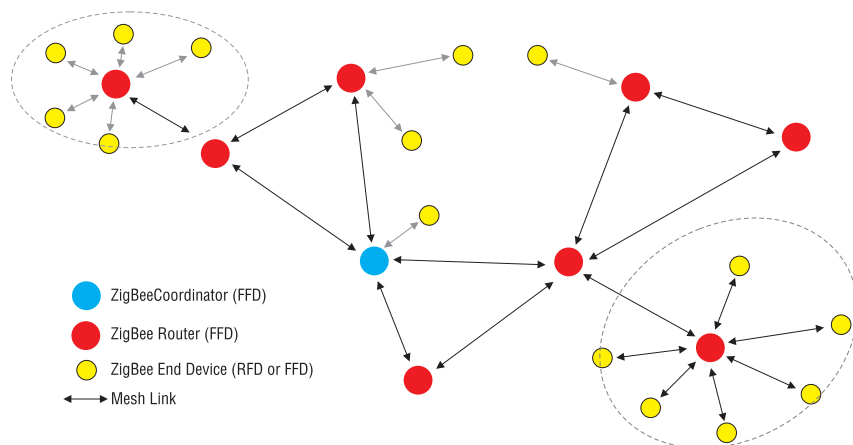 ZigBeeCoordinator (FFD)
ZigBee Router (FFD)
ZigBee End Device (RFD or FFD)
Mesh Link